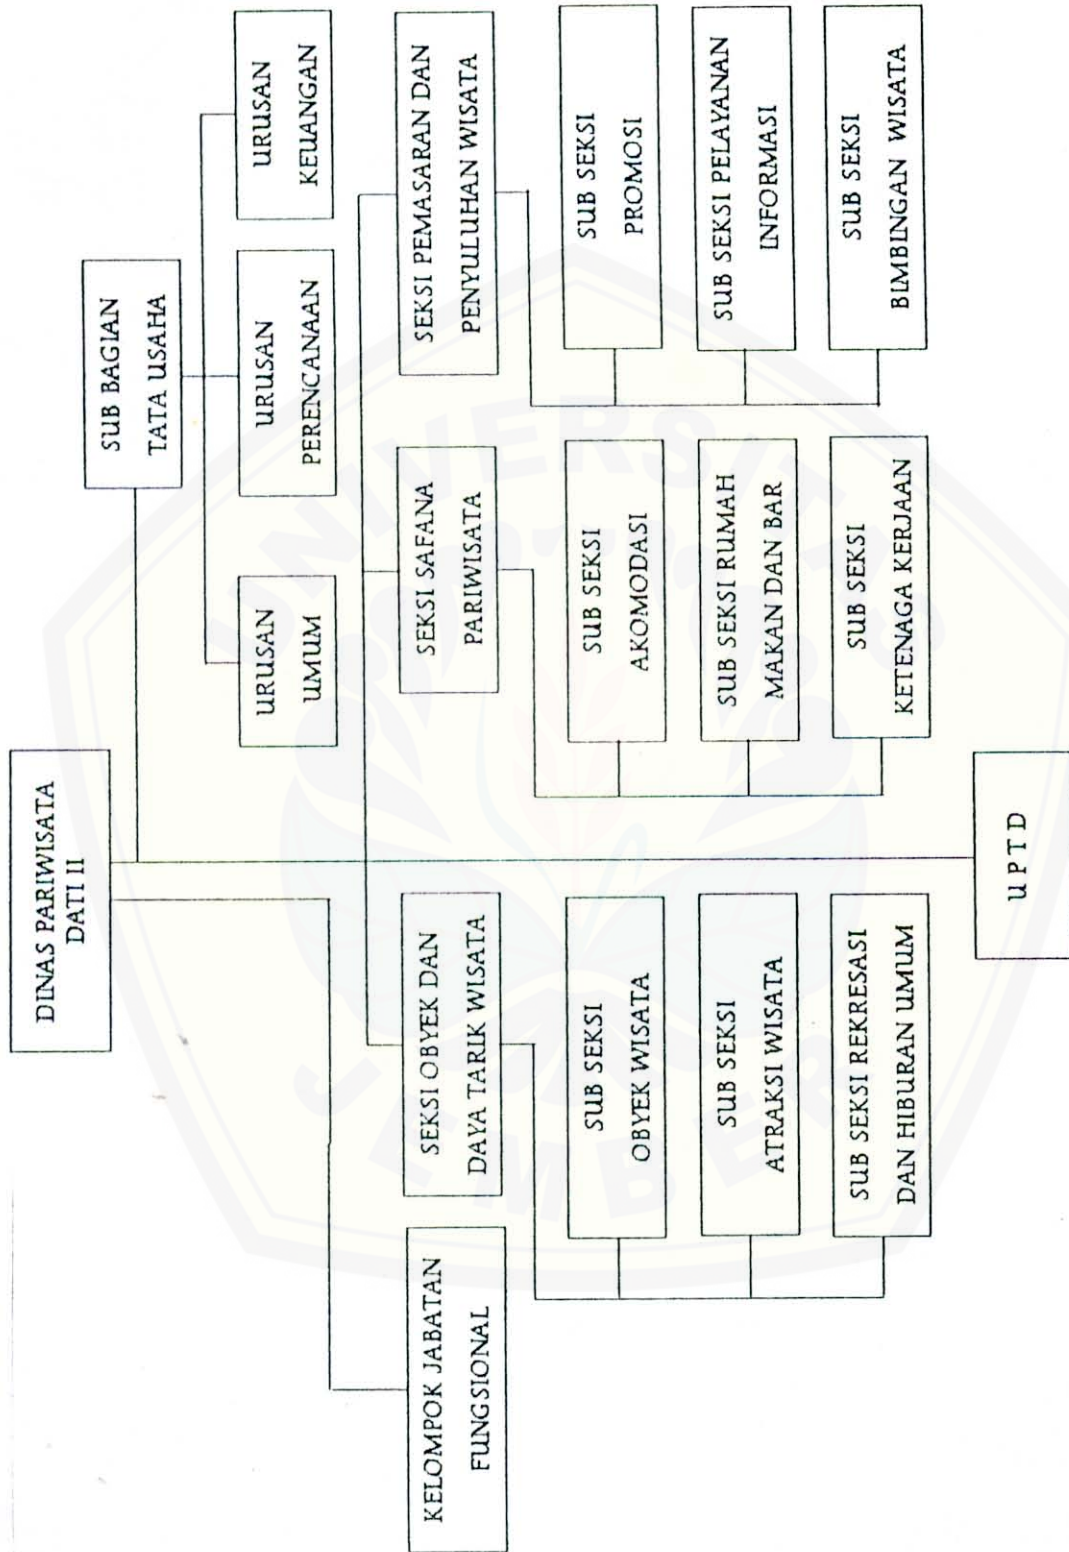 DINAS PARIWISATA
DATI II
SUB BAGIAN
TATA USAHA
URUSAN
UMUM
URUSAN
PERENCANAAN
URUSAN
KEUANGAN
KELOMPOK JABATAN
FUNGSIONAL
SEKSI OBYEK DAN
DAYA TARIK WISATA
SEKSI SAFANA
PARIWISATA
SEKSI PEMASARAN DAN
PENYULUHAN WISATA
SUB SEKSI
OBYEK WISATA
SUB SEKSI
AKOMODASI
SUB SEKSI
PROMOSI
SUB SEKSI
ATRAKSI WISATA
SUB SEKSI RUMAH
MAKAN DAN BAR
SUB SEKSI PELAYANAN
INFORMASI
SUB SEKSI REKRESASI
DAN HIBURAN UMUM
SUB SEKSI
KETENAGA KERJAAN
SUB SEKSI
BIMBINGAN WISATA
UPTD
UNIVERSITAS
JEMBER